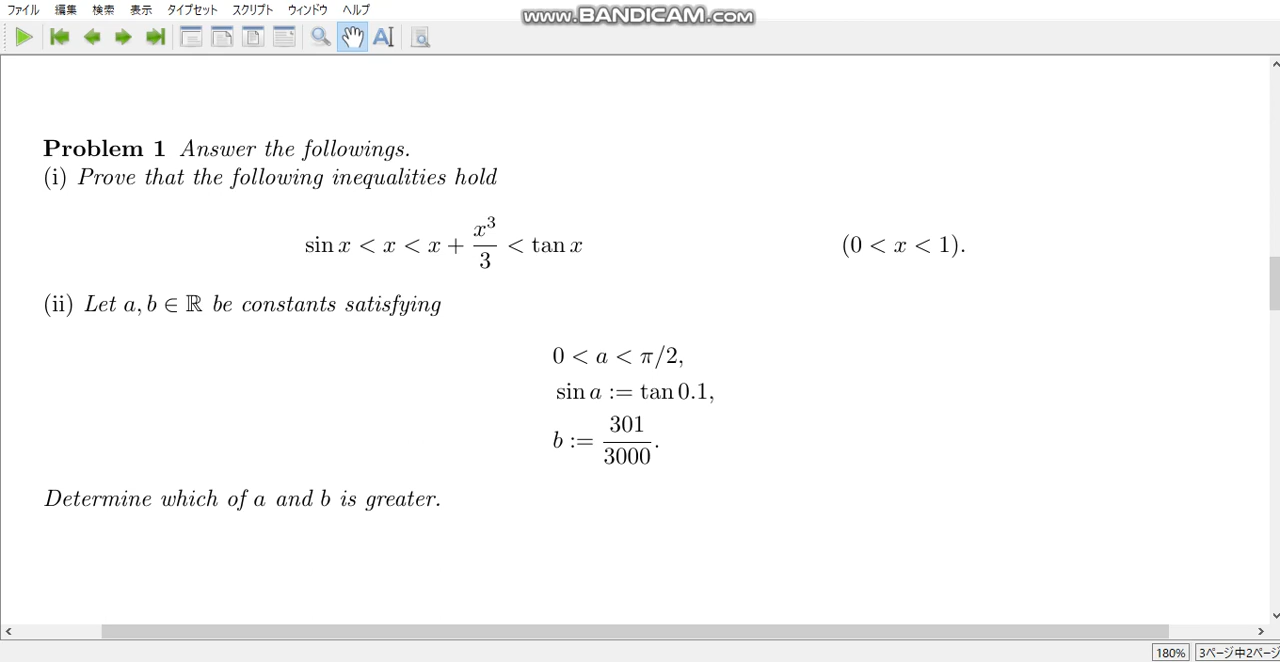 ファイル 編集 検索 表示 タイプセット スクリプト ウィンドウ ヘルプ
www.BANDICAM.com
Problem 1 Answer the followings.
(i) Prove that the following inequalities hold
sin x < x < x + x³/3 < tan x (0 < x < 1).
(ii) Let a, b ∈ ℝ be constants satisfying
0 < a < π/2,
sin a := tan 0.1,
b := 301/3000.
Determine which of a and b is greater.
180% 3ページ中2ページ